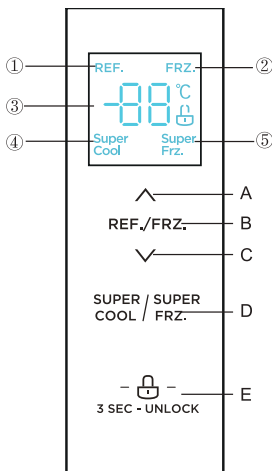 ① REF. FRZ. ②
③ -88 °C
④ Super Cool Super Frz. ⑤
A
REF./FRZ. B
C
SUPER COOL / SUPER FRZ. D
E
3 SEC - UNLOCK